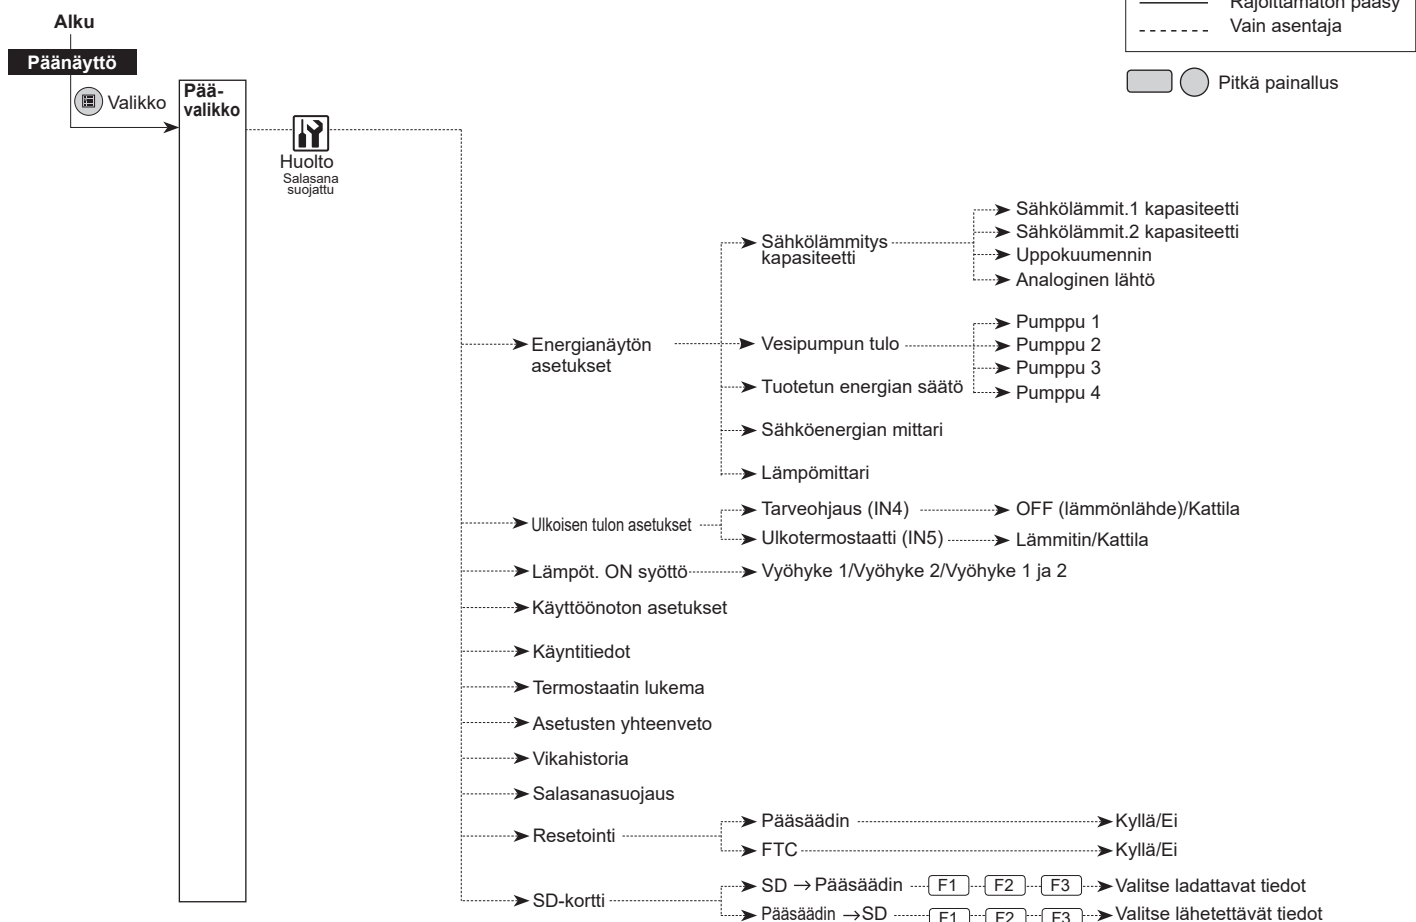 Alku
Rajoittamaton pääsy
Vain asentaja
Päänäyttö
Pitkä painallus
Valikko
Pää-
valikko
Huolto
Salasana
suojattu
Energianäytön
asetukset
Sähkölämmitys
kapasiteetti
Sähkölämmit.1 kapasiteetti
Sähkölämmit.2 kapasiteetti
Uppokuumennin
Analoginen lähtö
Vesipumpun tulo
Pumppu 1
Pumppu 2
Pumppu 3
Pumppu 4
Tuotetun energian säätö
Sähköenergian mittari
Lämpömittari
Ulkoisen tulon asetukset
Tarveohjaus (IN4)
OFF (lämmönlähde)/Kattila
Ulkotermostaatti (IN5)
Lämmitin/Kattila
Lämpöt. ON syöttö
Vyöhyke 1/Vyöhyke 2/Vyöhyke 1 ja 2
Käyttöönoton asetukset
Käyntitiedot
Termostaatin lukema
Asetusten yhteenveto
Vikahistoria
Salasanasuojaus
Resetointi
Pääsäädin
Kyllä/Ei
FTC
Kyllä/Ei
SD-kortti
SD → Pääsäädin F1 F2 F3 Valitse ladattavat tiedot
Pääsäädin → SD F1 F2 F3 Valitse lähetettävät tiedot